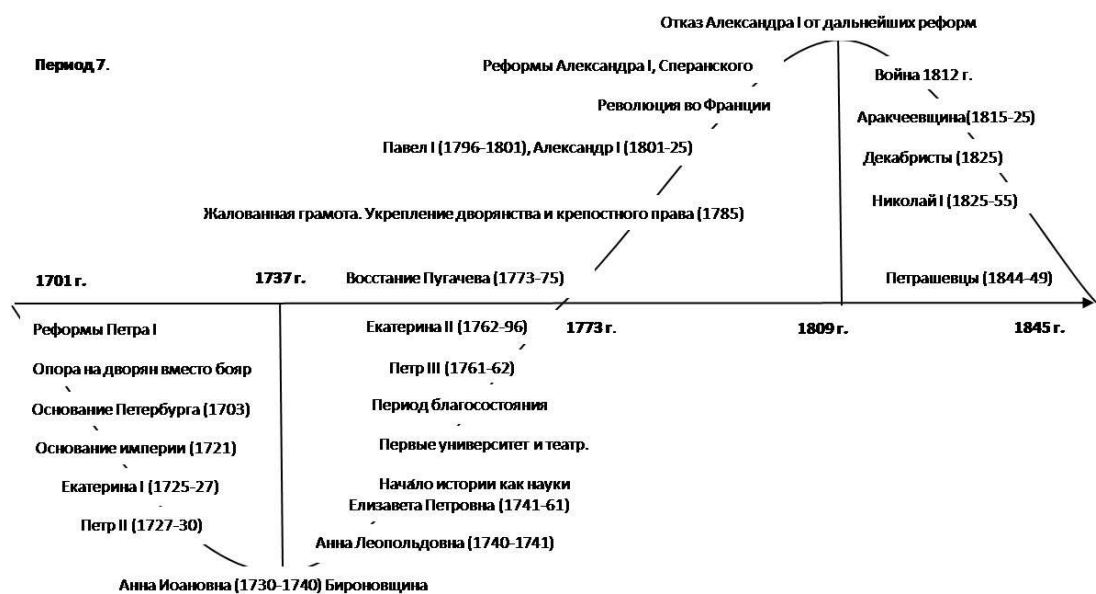 Отказ Александра I от дальнейших реформ
Период 7.
Реформы Александра I, Сперанского
Война 1812 г.
Революция во Франции
Аракчеевщина(1815-25)
Павел I (1796-1801), Александр I (1801-25)
Декабристы (1825)
Николай I (1825-55)
Жалованная грамота. Укрепление дворянства и крепостного права (1785)
1701 г.
1737 г.
Восстание Пугачева (1773-75)
Петрашевцы (1844-49)
Реформы Петра I
Екатерина II (1762-96)
1773 г.
1809 г.
1845 г.
Опора на дворян вместо бояр
Петр III (1761-62)
Основание Петербурга (1703)
Период благосостояния
Основание империи (1721)
Первые университет и театр.
Екатерина I (1725-27)
Начало истории как науки
Елизавета Петровна (1741-61)
Петр II (1727-30)
Анна Леопольдовна (1740-1741)
Анна Иоановна (1730-1740) Бироновщина